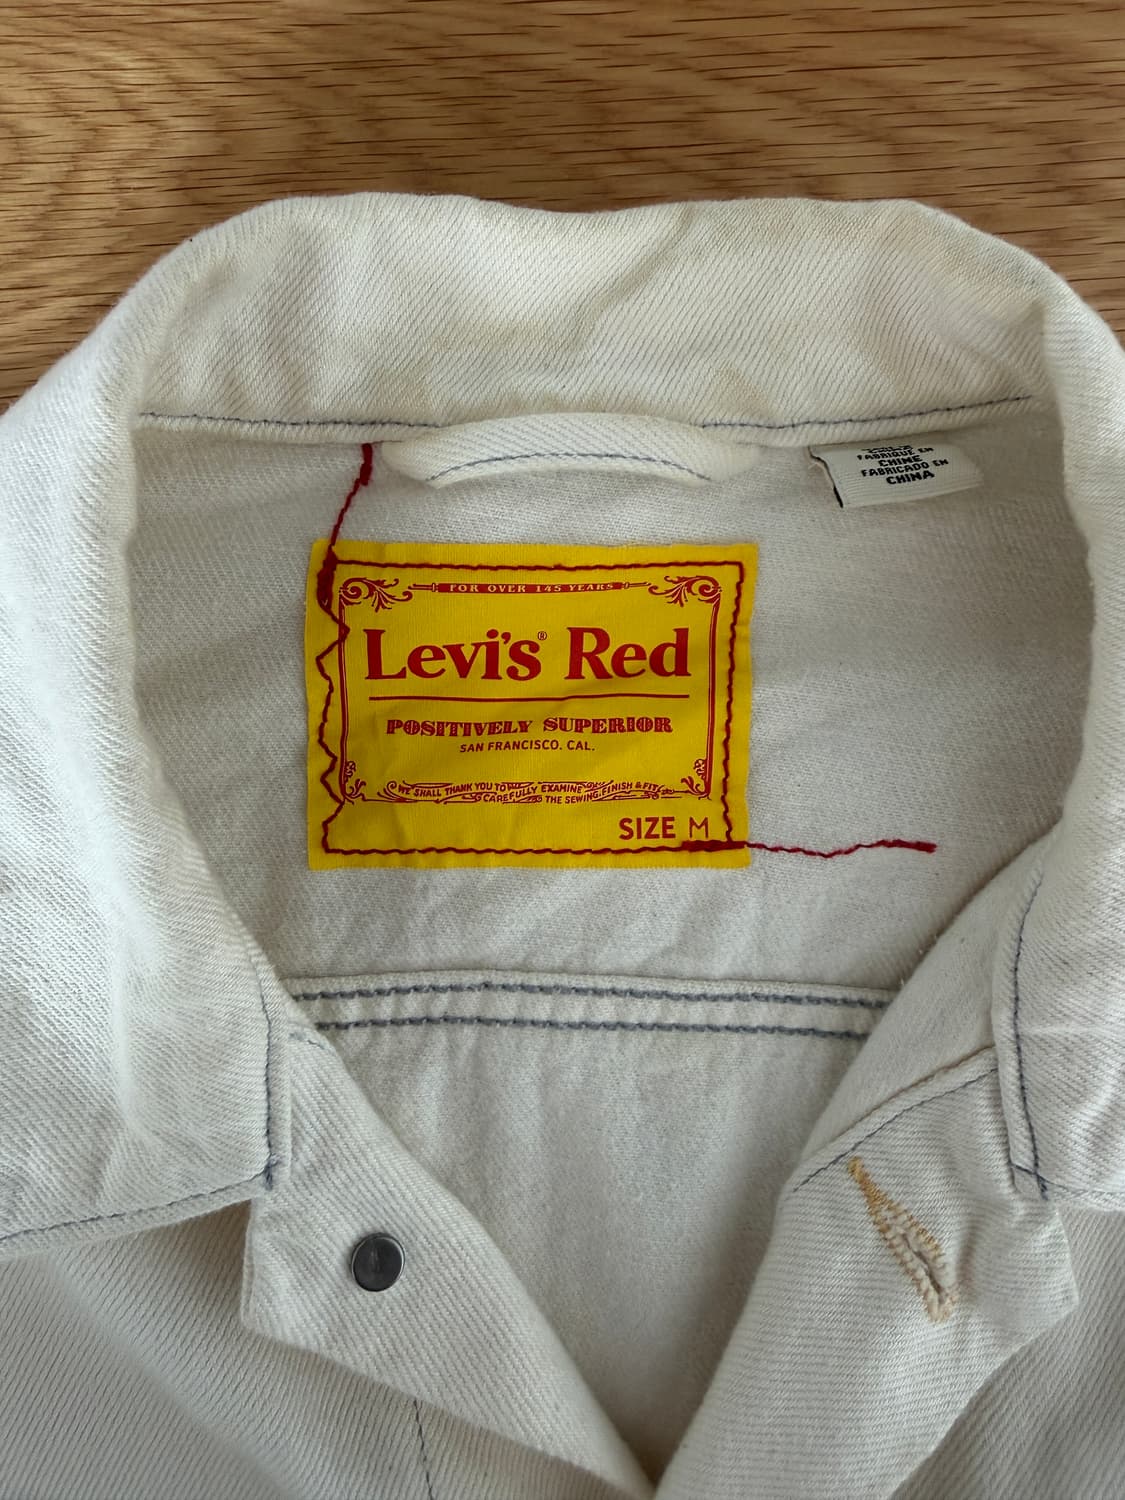 FABRIQUE EN
CHINE
FABRICADO EN
CHINA
FOR OVER 145 YEARS
Levi's® Red
POSITIVELY SUPERIOR
SAN FRANCISCO. CAL.
WE SHALL THANK YOU TO CAREFULLY EXAMINE THE SEWING, FINISH & FIT
SIZE M